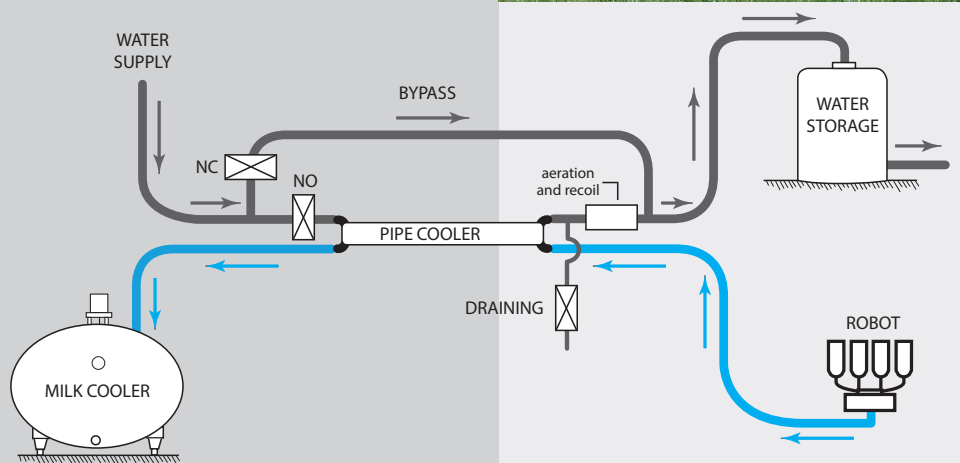 WATER
SUPPLY
BYPASS
WATER
STORAGE
NC
NO
aeration
and recoil
PIPE COOLER
DRAINING
ROBOT
MILK COOLER